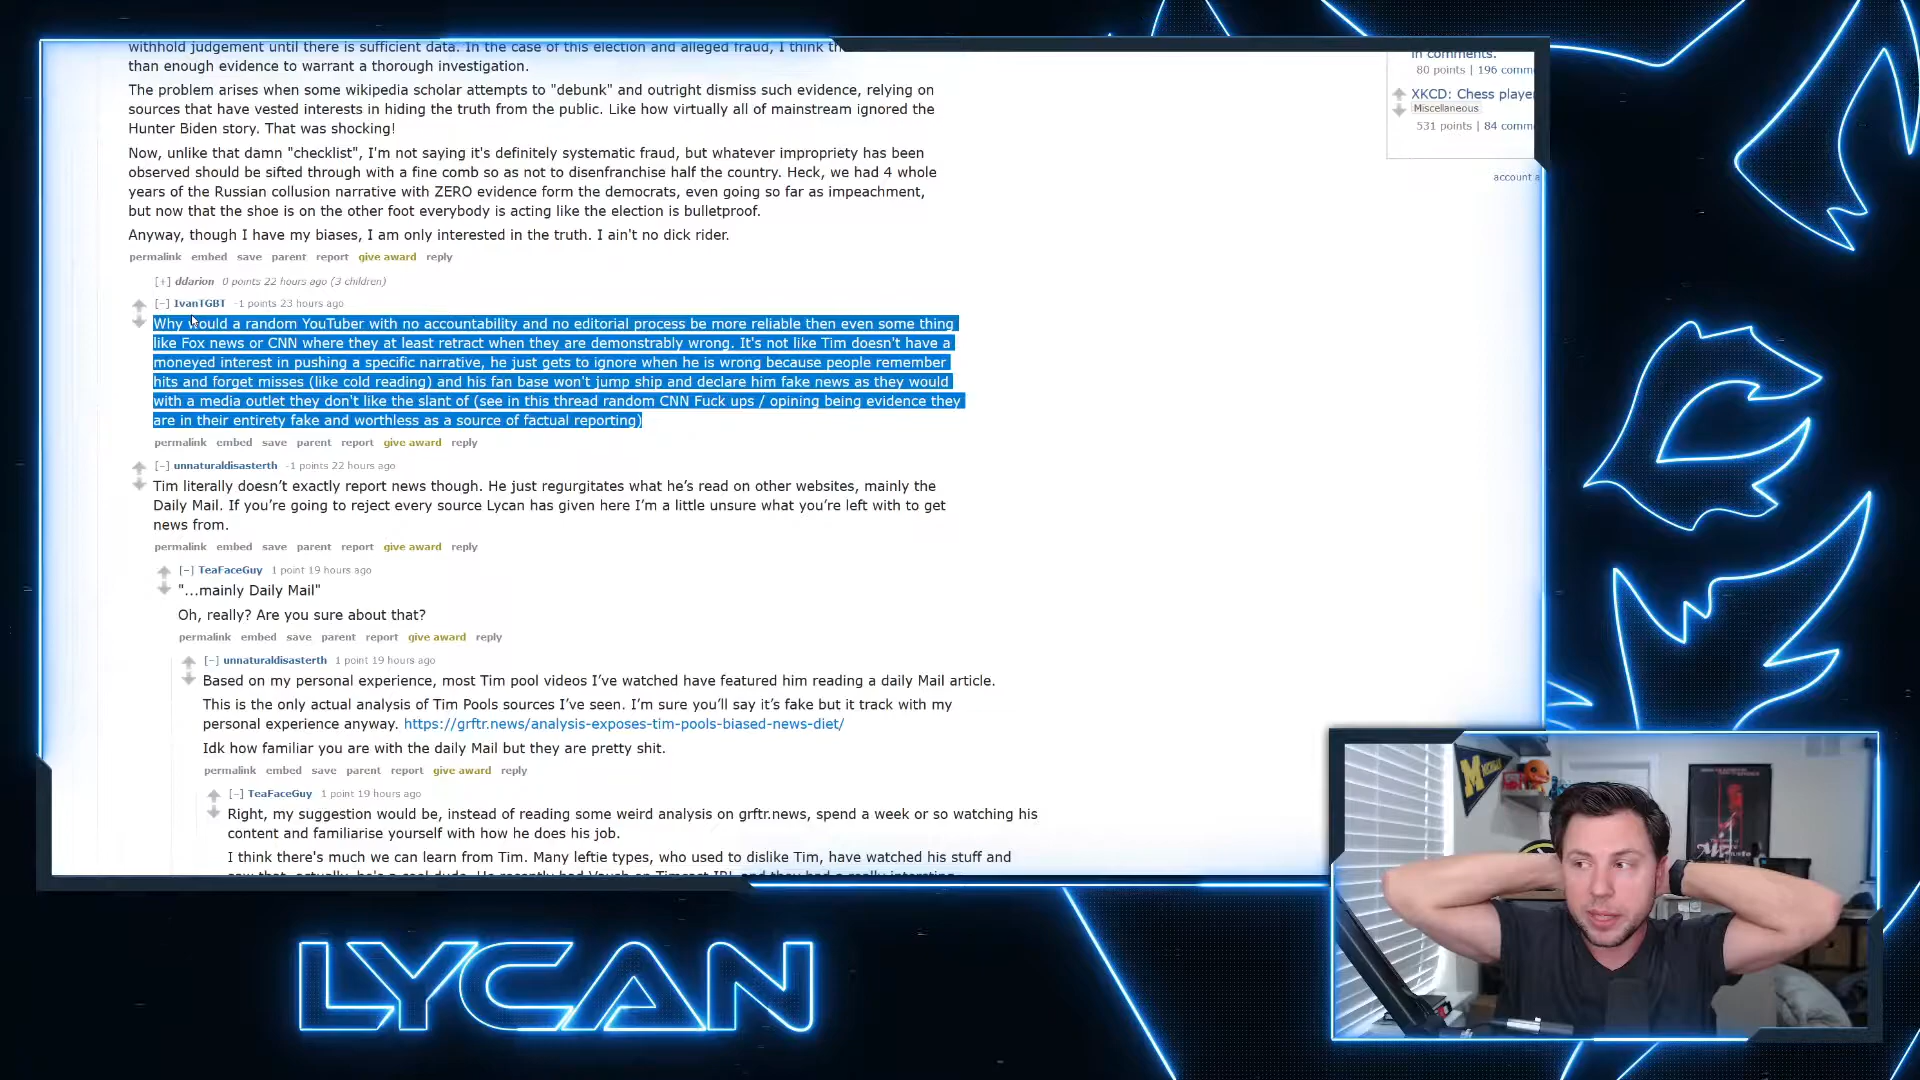 withhold judgement until there is sufficient data. In the case of this election and alleged fraud, I think th
than enough evidence to warrant a thorough investigation.
The problem arises when some wikipedia scholar attempts to "debunk" and outright dismiss such evidence, relying on
sources that have vested interests in hiding the truth from the public. Like how virtually all of mainstream ignored the
Hunter Biden story. That was shocking!
Now, unlike that damn "checklist", I'm not saying it's definitely systematic fraud, but whatever impropriety has been
observed should be sifted through with a fine comb so as not to disenfranchise half the country. Heck, we had 4 whole
years of the Russian collusion narrative with ZERO evidence form the democrats, even going so far as impeachment,
but now that the shoe is on the other foot everybody is acting like the election is bulletproof.
Anyway, though I have my biases, I am only interested in the truth. I ain't no dick rider.
permalink embed save parent report give award reply
[+] ddarion 0 points 22 hours ago (3 children)
[–] IvanTGBT -1 points 23 hours ago
Why would a random YouTuber with no accountability and no editorial process be more reliable then even some thing
like Fox news or CNN where they at least retract when they are demonstrably wrong. It's not like Tim doesn't have a
moneyed interest in pushing a specific narrative, he just gets to ignore when he is wrong because people remember
hits and forget misses (like cold reading) and his fan base won't jump ship and declare him fake news as they would
with a media outlet they don't like the slant of (see in this thread random CNN Fuck ups / opining being evidence they
are in their entirety fake and worthless as a source of factual reporting)
permalink embed save parent report give award reply
[–] unnaturaldisasterth -1 points 22 hours ago
Tim literally doesn’t exactly report news though. He just regurgitates what he’s read on other websites, mainly the
Daily Mail. If you’re going to reject every source Lycan has given here I’m a little unsure what you’re left with to get
news from.
permalink embed save parent report give award reply
[–] TeaFaceGuy 1 point 19 hours ago
"...mainly Daily Mail"
Oh, really? Are you sure about that?
permalink embed save parent report give award reply
[–] unnaturaldisasterth 1 point 19 hours ago
Based on my personal experience, most Tim pool videos I’ve watched have featured him reading a daily Mail article.
This is the only actual analysis of Tim Pools sources I’ve seen. I’m sure you’ll say it’s fake but it track with my
personal experience anyway. https://grftr.news/analysis-exposes-tim-pools-biased-news-diet/
Idk how familiar you are with the daily Mail but they are pretty shit.
permalink embed save parent report give award reply
[–] TeaFaceGuy 1 point 19 hours ago
Right, my suggestion would be, instead of reading some weird analysis on grftr.news, spend a week or so watching his
content and familiarise yourself with how he does his job.
I think there's much we can learn from Tim. Many leftie types, who used to dislike Tim, have watched his stuff and
in comments.
80 points | 196 comm
XKCD: Chess player
Miscellaneous
531 points | 84 comm
account a
M MICHIGAN
LYCAN